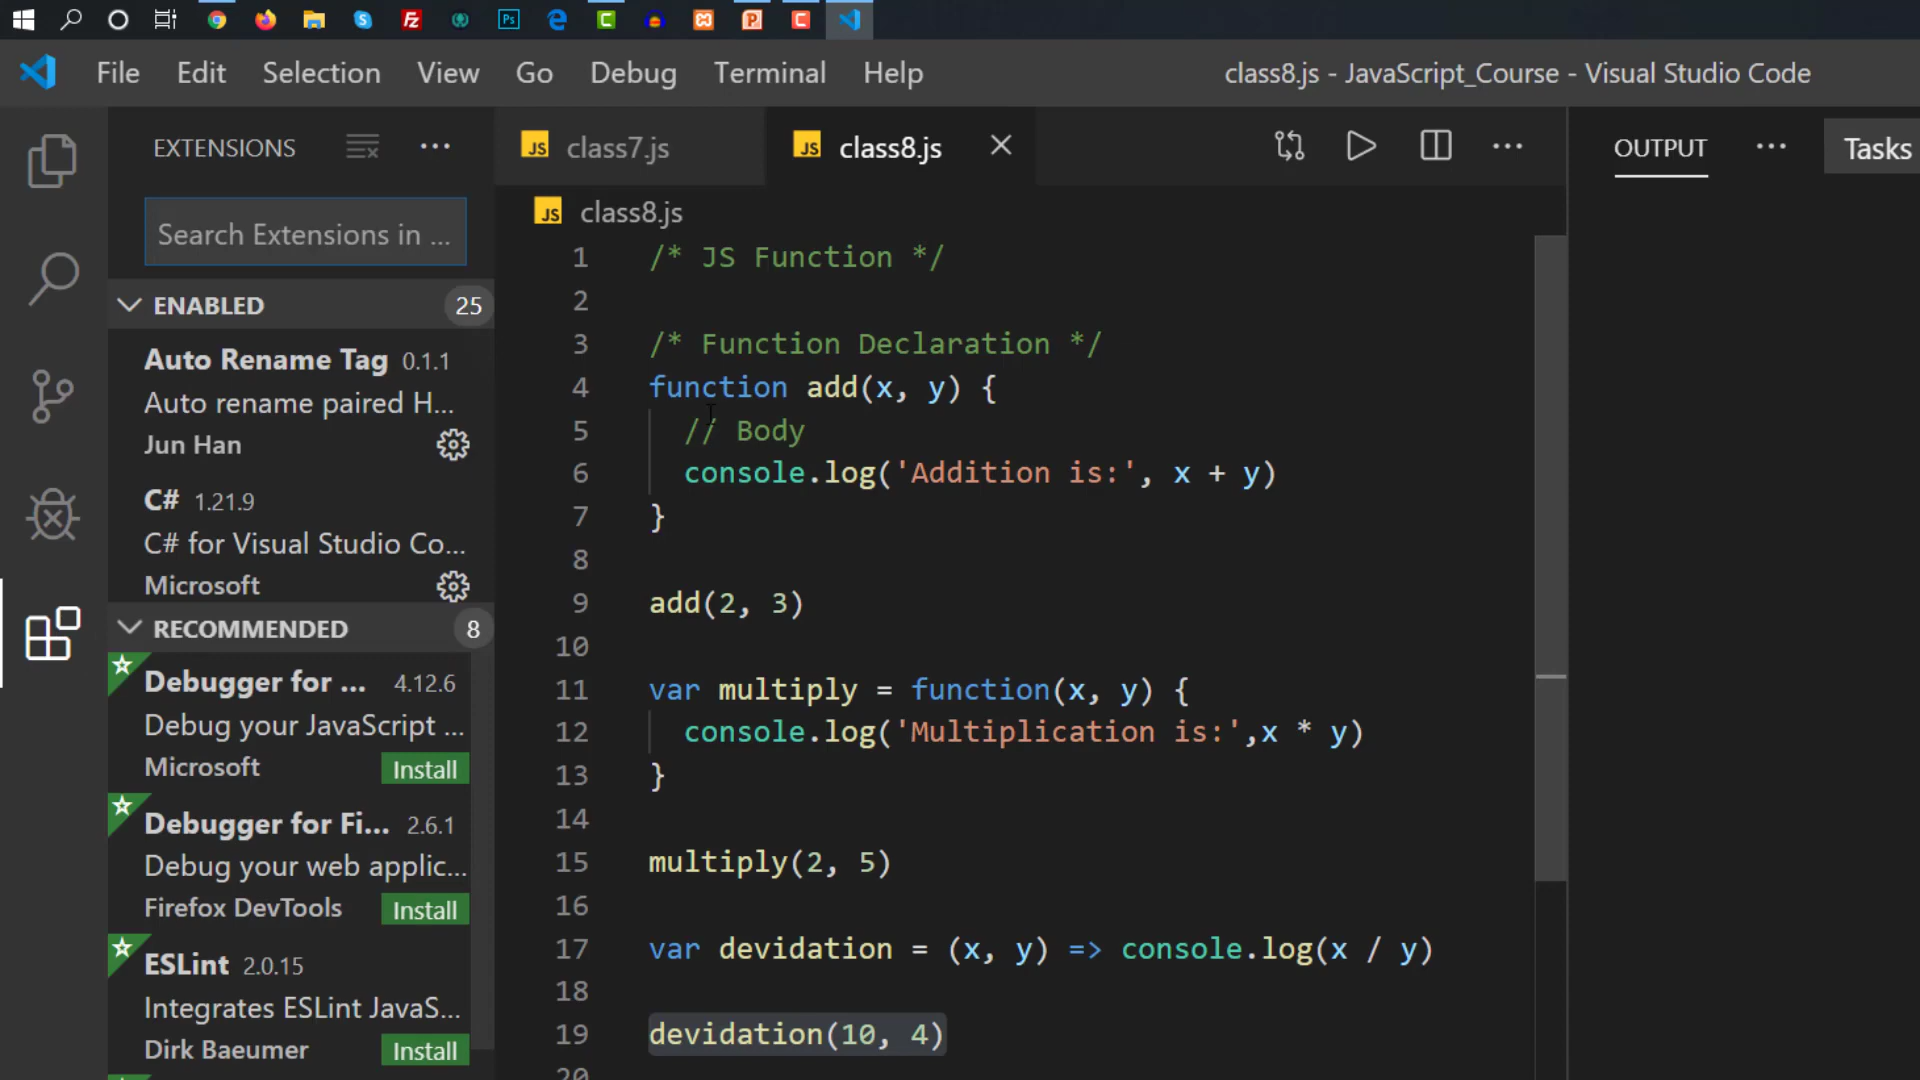 File Edit Selection View Go Debug Terminal Help class8.js - JavaScript_Course - Visual Studio Code
EXTENSIONS
Search Extensions in ...
ENABLED 25
Auto Rename Tag 0.1.1
Auto rename paired H...
Jun Han
C# 1.21.9
C# for Visual Studio Co...
Microsoft
RECOMMENDED 8
Debugger for ... 4.12.6
Debug your JavaScript ...
Microsoft Install
Debugger for Fi... 2.6.1
Debug your web applic...
Firefox DevTools Install
ESLint 2.0.15
Integrates ESLint JavaS...
Dirk Baeumer Install
JS class7.js JS class8.js
JS class8.js
1 /* JS Function */
2
3 /* Function Declaration */
4 function add(x, y) {
5 // Body
6 console.log('Addition is:', x + y)
7 }
8
9 add(2, 3)
10
11 var multiply = function(x, y) {
12 console.log('Multiplication is:',x * y)
13 }
14
15 multiply(2, 5)
16
17 var devidation = (x, y) => console.log(x / y)
18
19 devidation(10, 4)
20
OUTPUT ... Tasks